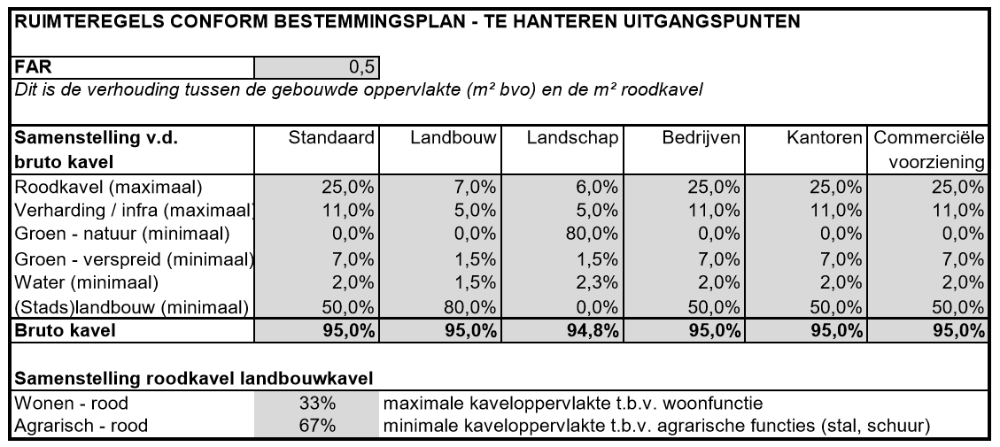 RUIMTEREGELS CONFORM BESTEMMINGSPLAN - TE HANTEREN UITGANGSPUNTEN
FAR 0,5
Dit is de verhouding tussen de gebouwde oppervlakte (m² bvo) en de m² roodkavel
Samenstelling v.d. Standaard Landbouw Landschap Bedrijven Kantoren Commerciële
bruto kavel voorziening
Roodkavel (maximaal) 25,0% 7,0% 6,0% 25,0% 25,0% 25,0%
Verharding / infra (maximaal) 11,0% 5,0% 5,0% 11,0% 11,0% 11,0%
Groen - natuur (minimaal) 0,0% 0,0% 80,0% 0,0% 0,0% 0,0%
Groen - verspreid (minimaal) 7,0% 1,5% 1,5% 7,0% 7,0% 7,0%
Water (minimaal) 2,0% 1,5% 2,3% 2,0% 2,0% 2,0%
(Stads)landbouw (minimaal) 50,0% 80,0% 0,0% 50,0% 50,0% 50,0%
Bruto kavel 95,0% 95,0% 94,8% 95,0% 95,0% 95,0%
Samenstelling roodkavel landbouwkavel
Wonen - rood 33% maximale kaveloppervlakte t.b.v. woonfunctie
Agrarisch - rood 67% minimale kaveloppervlakte t.b.v. agrarische functies (stal, schuur)